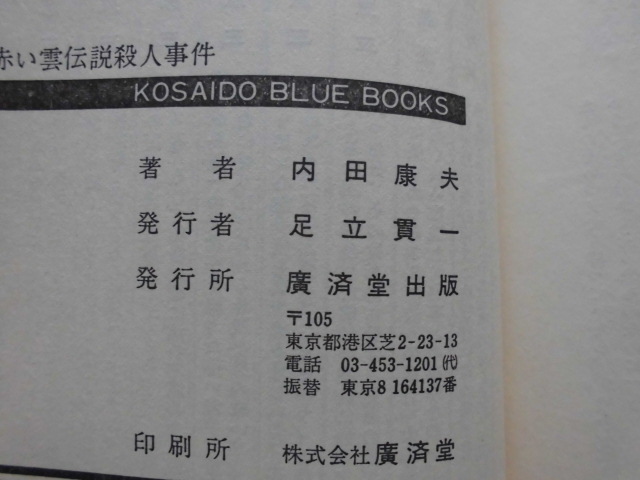 赤い雲伝説殺人事件
KOSAIDO BLUE BOOKS
著者 内田康夫
発行者 足立貫一
発行所 廣済堂出版
〒105
東京都港区芝2-23-13
電話 03-453-1201㈹
振替 東京8 164137番
印刷所 株式会社廣済堂